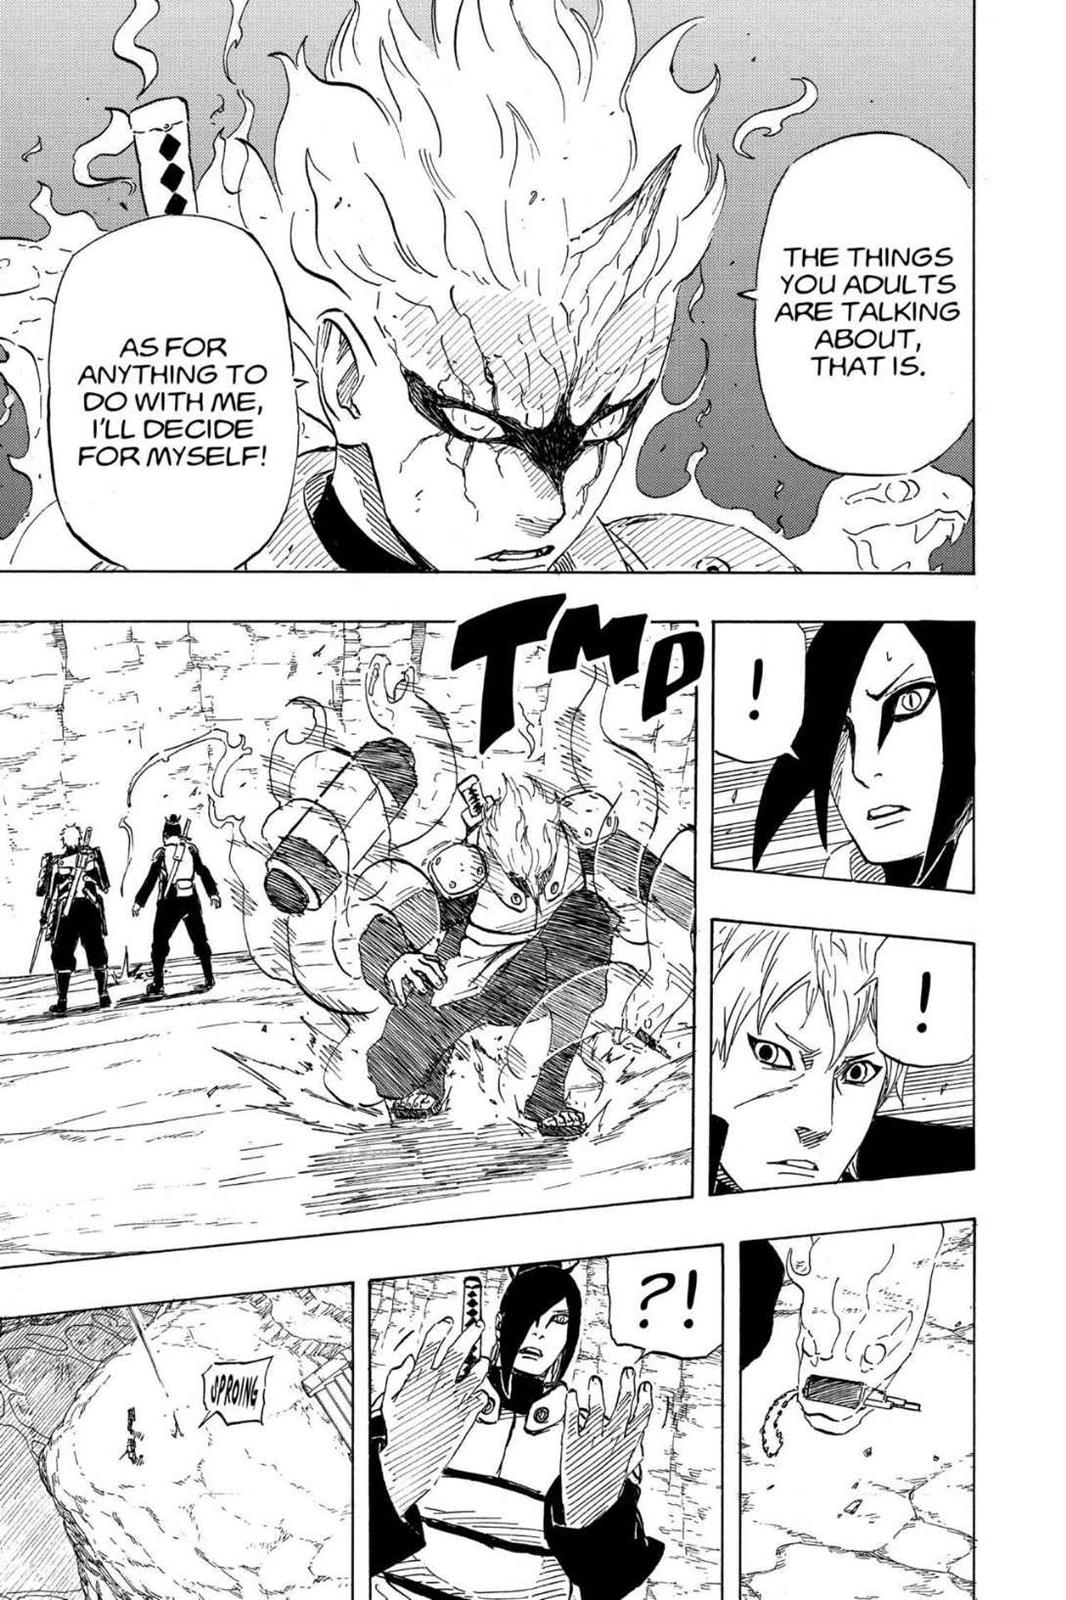 THE THINGS
YOU ADULTS
ARE TALKING
ABOUT,
THAT IS.
AS FOR
ANYTHING TO
DO WITH ME,
I'LL DECIDE
FOR MYSELF!
!
TMP
!
?!
SPROING